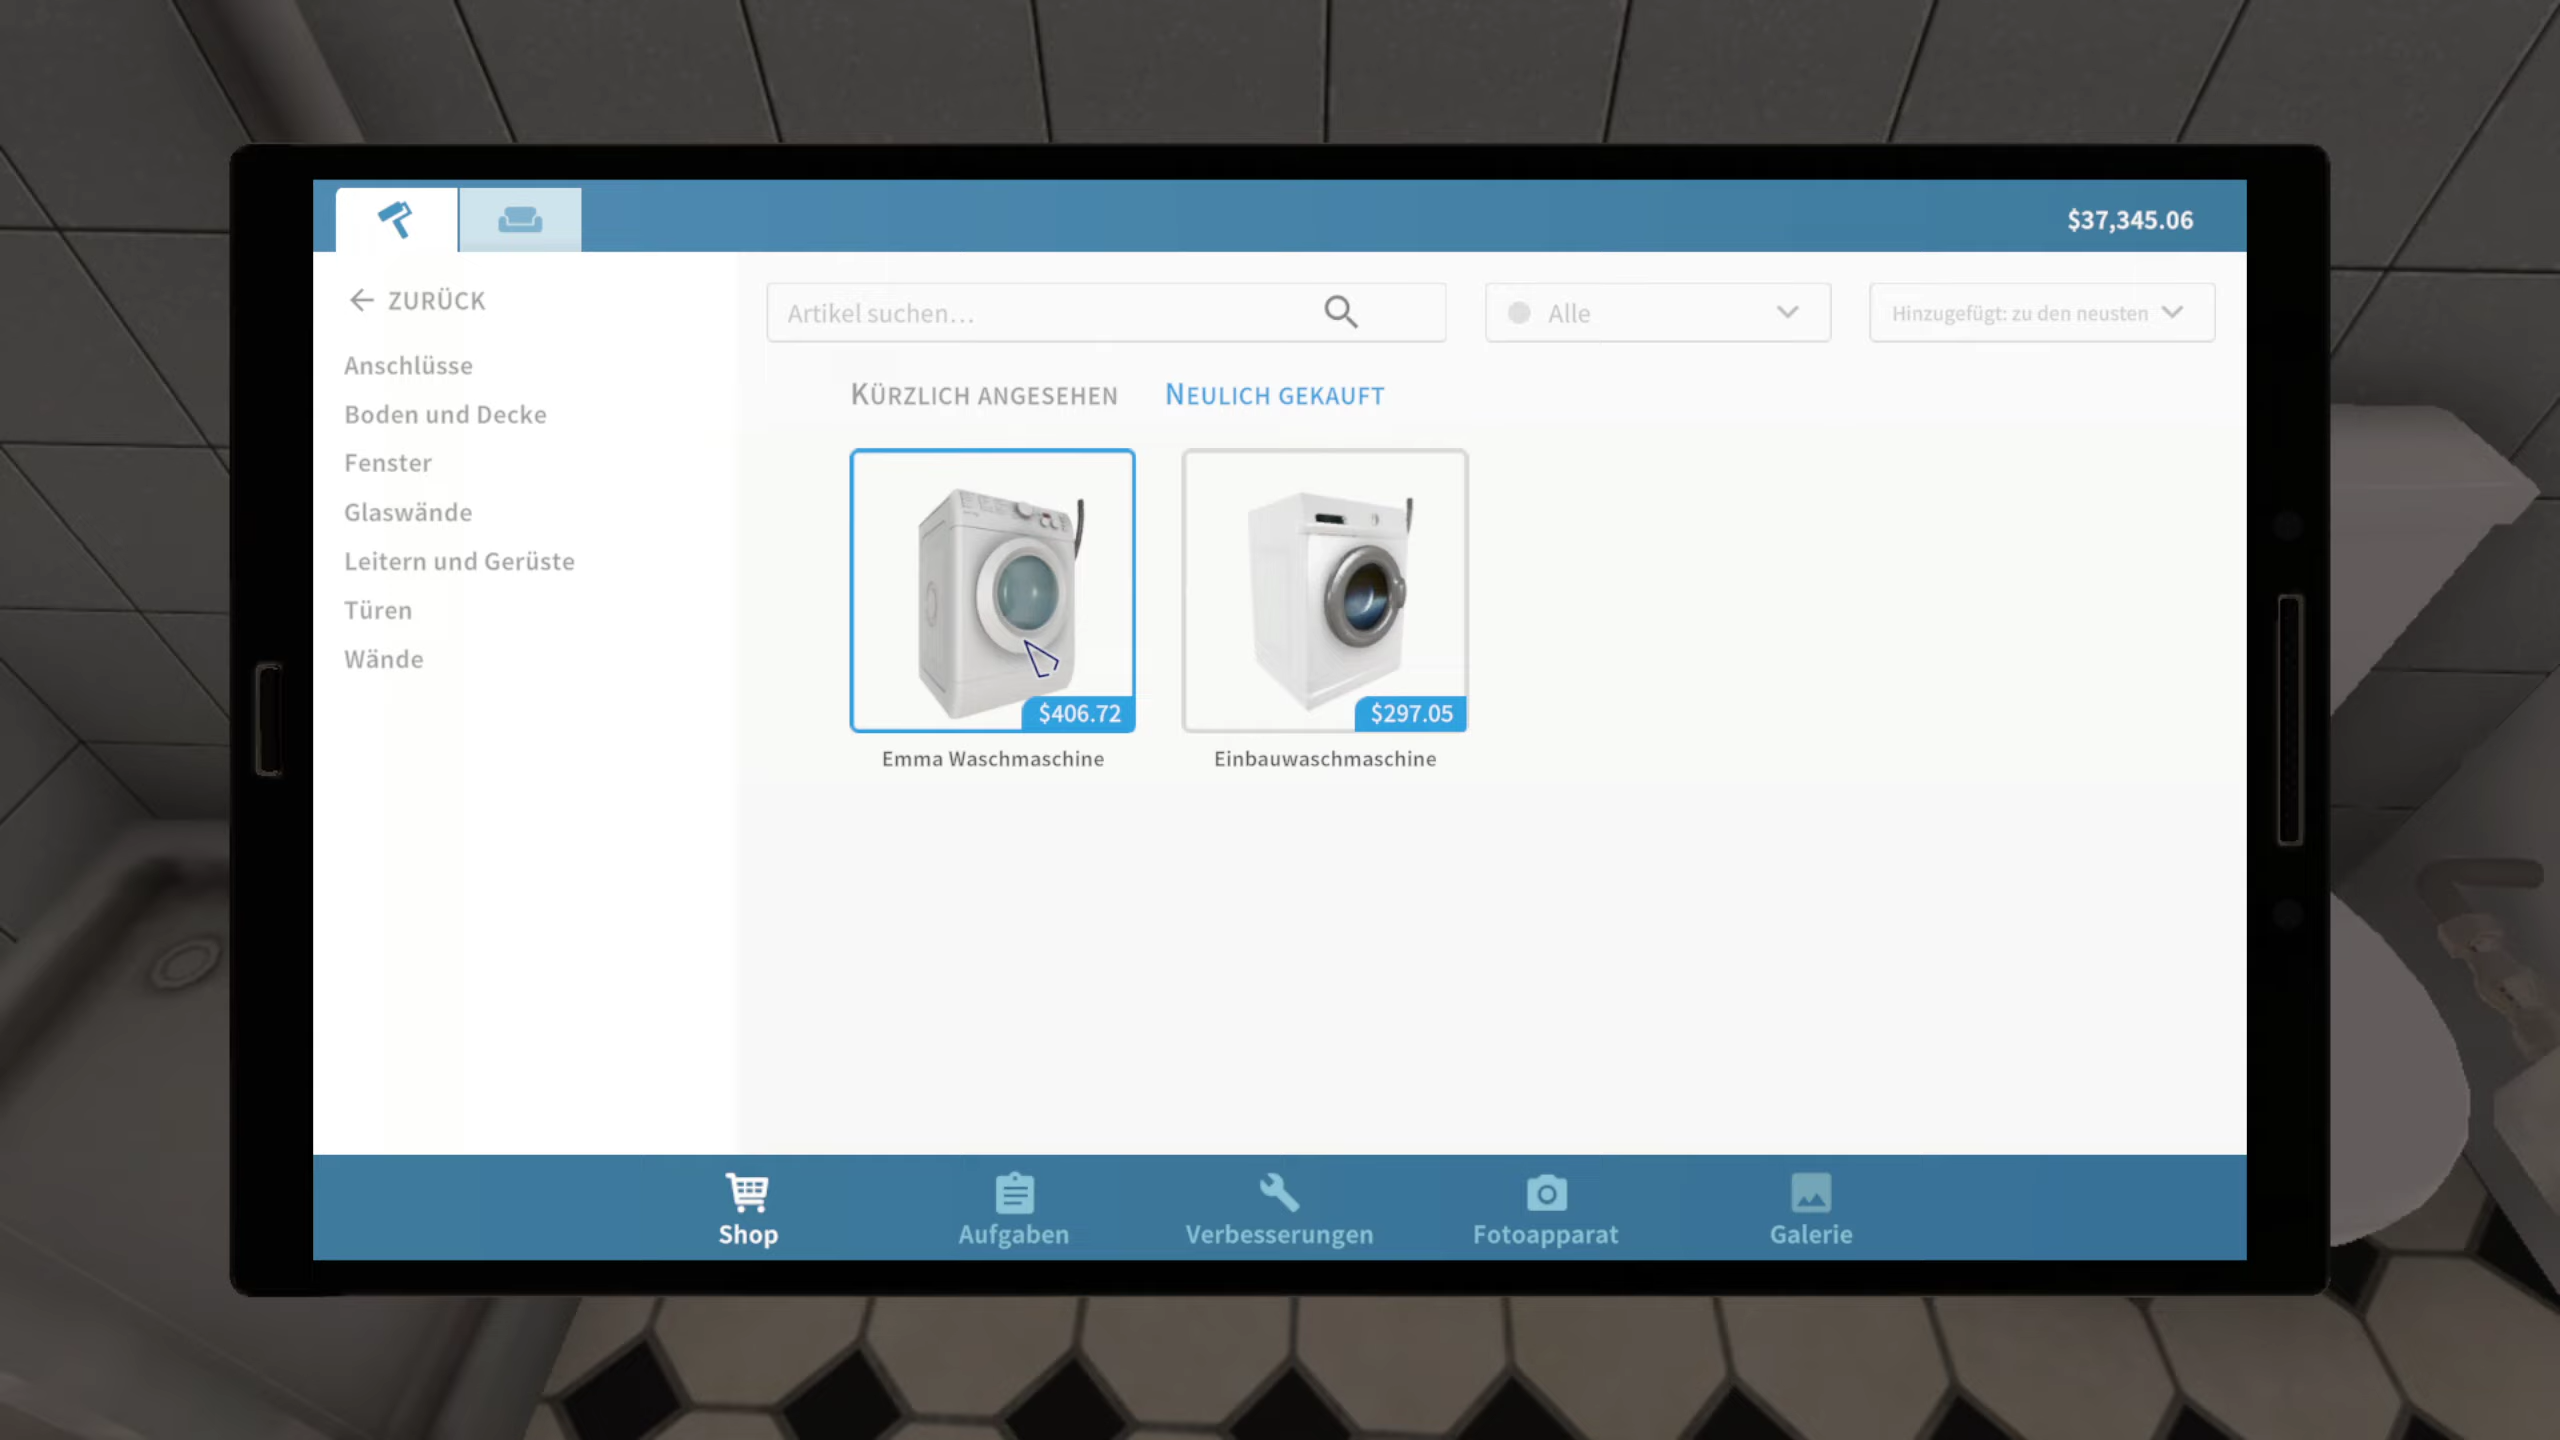 $37,345.06
ZURÜCK
Anschlüsse
Boden und Decke
Fenster
Glaswände
Leitern und Gerüste
Türen
Wände
Artikel suchen...
Alle
Hinzugefügt: zu den neusten
KÜRZLICH ANGESEHEN
NEULICH GEKAUFT
$406.72
$297.05
Emma Waschmaschine
Einbauwaschmaschine
Shop
Aufgaben
Verbesserungen
Fotoapparat
Galerie